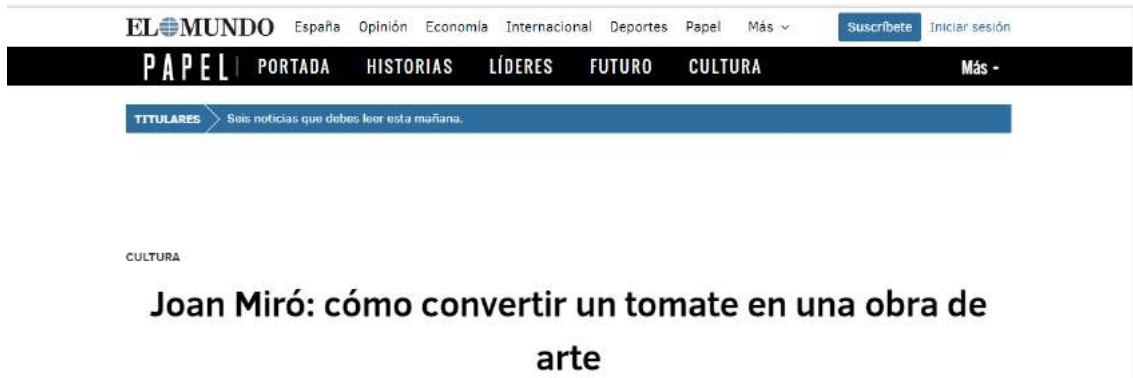 EL MUNDO España Opinión Economía Internacional Deportes Papel Más Suscríbete Iniciar sesión
PAPEL PORTADA HISTORIAS LÍDERES FUTURO CULTURA Más
TITULARES Seis noticias que debes leer esta mañana.
CULTURA
Joan Miró: cómo convertir un tomate en una obra de
arte